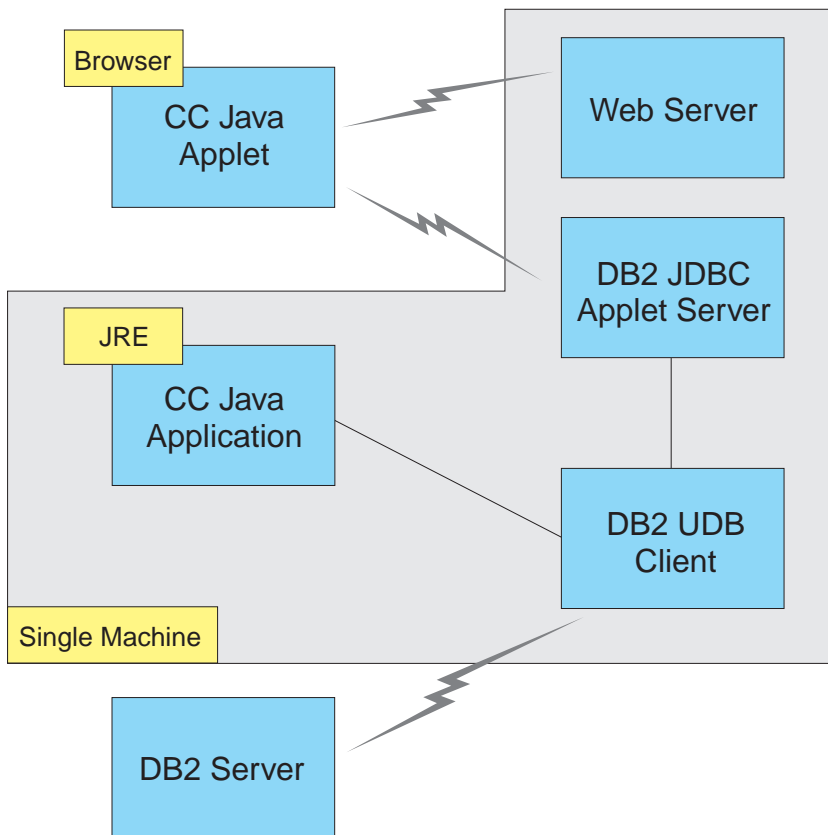 Browser
CC Java
Applet
Web Server
DB2 JDBC
Applet Server
JRE
CC Java
Application
DB2 UDB
Client
Single Machine
DB2 Server